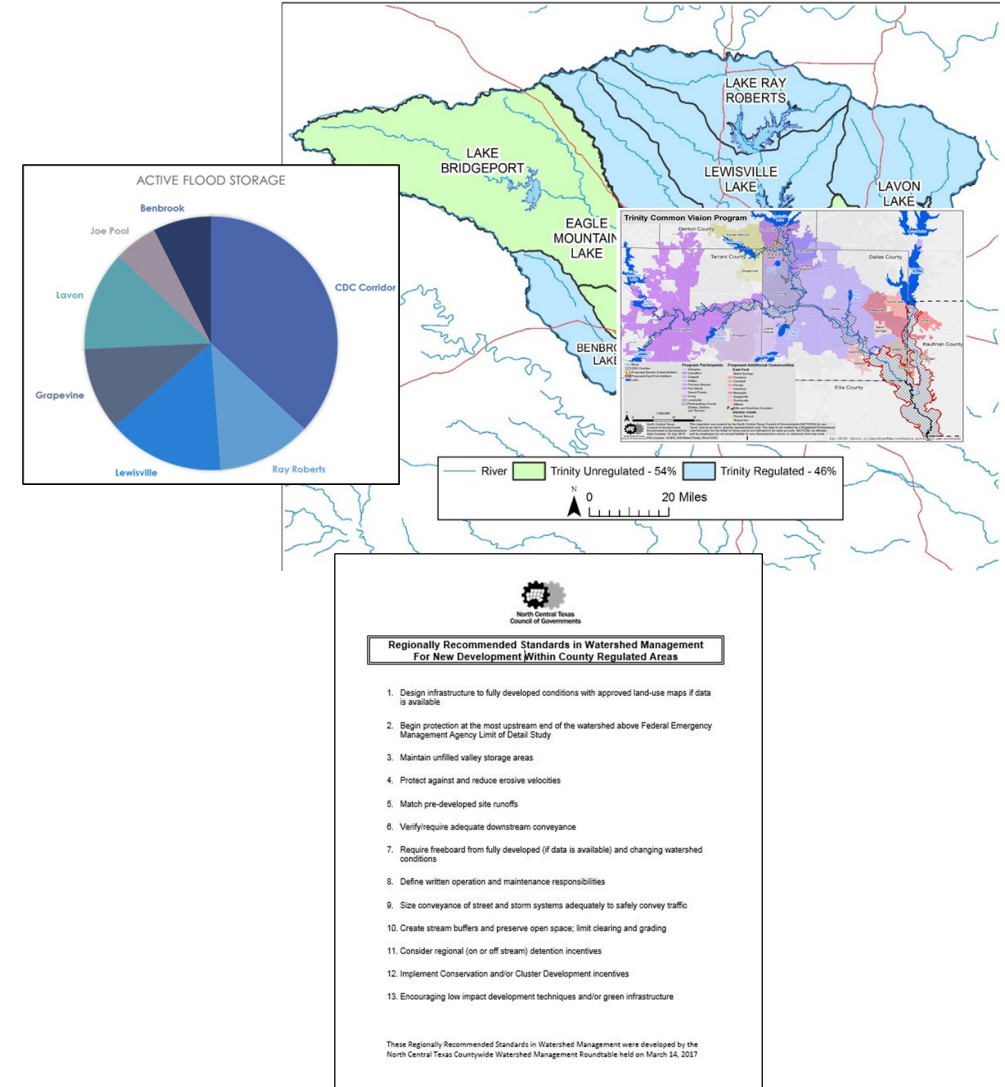 LAKE RAY
ROBERTS
LAKE
BRIDGEPORT
LEWISVILLE
LAKE
LAVON
LAKE
EAGLE
MOUNTAIN
LAKE
ACTIVE FLOOD STORAGE
Benbrook
Joe Pool
CDC Corridor
Lavon
Grapevine
Lewisville
Ray Roberts
Trinity Common Vision Program
Denton County
Tarrant County
Dallas County
Kaufman County
Ellis County
Program Participants
Proposed Additional Communities
River
Trinity Unregulated - 54%
Trinity Regulated - 46%
N
0
20 Miles
North Central Texas
Council of Governments
Regionally Recommended Standards in Watershed Management
For New Development Within County Regulated Areas
1. Design infrastructure to fully developed conditions with approved land-use maps if data
is available
2. Begin protection at the most upstream end of the watershed above Federal Emergency
Management Agency Limit of Detail Study
3. Maintain unfilled valley storage areas
4. Protect against and reduce erosive velocities
5. Match pre-developed site runoffs
6. Verify/require adequate downstream conveyance
7. Require freeboard from fully developed (if data is available) and changing watershed
conditions
8. Define written operation and maintenance responsibilities
9. Size conveyance of street and storm systems adequately to safely convey traffic
10. Create stream buffers and preserve open space; limit clearing and grading
11. Consider regional (on or off stream) detention incentives
12. Implement Conservation and/or Cluster Development incentives
13. Encouraging low impact development techniques and/or green infrastructure
These Regionally Recommended Standards in Watershed Management were developed by the
North Central Texas Countywide Watershed Management Roundtable held on March 14, 2017